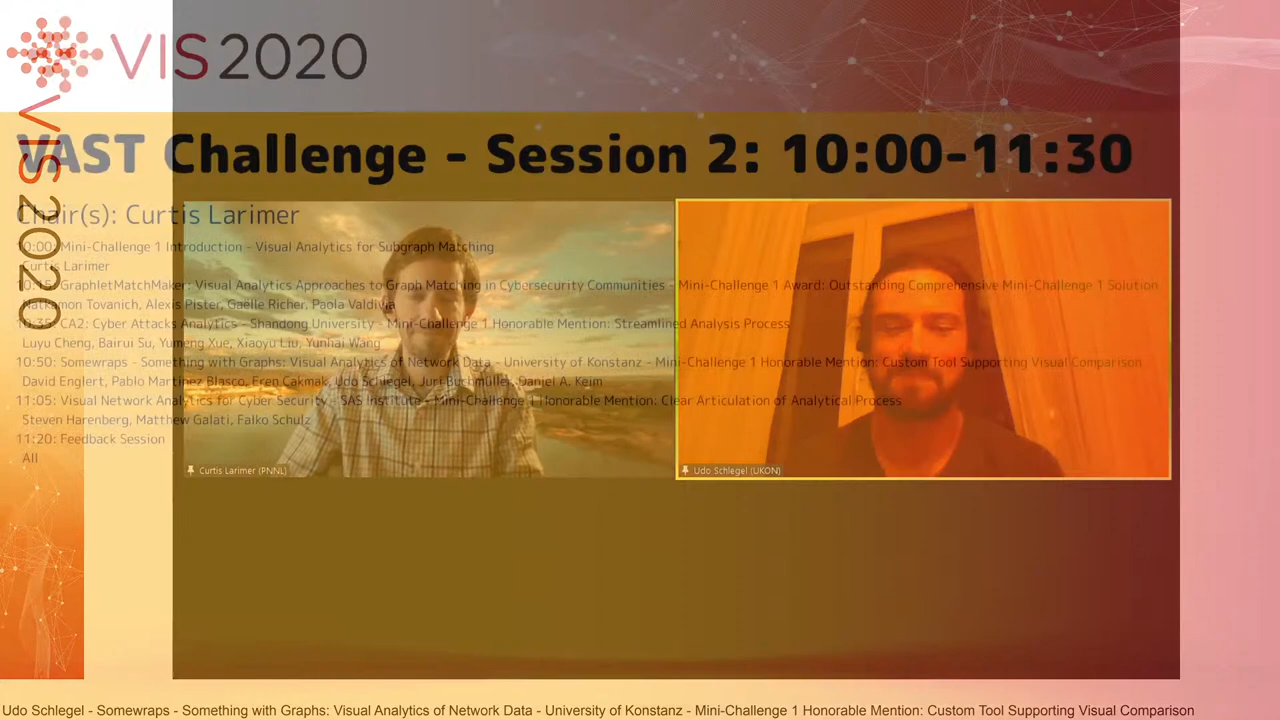 VIS2020
VIS2020
VAST Challenge - Session 2: 10:00-11:30
Chair(s): Curtis Larimer
10:00: Mini-Challenge 1 Introduction - Visual Analytics for Subgraph Matching
Curtis Larimer
10:15: GraphletMatchMaker: Visual Analytics Approaches to Graph Matching in Cybersecurity Communities - Mini-Challenge 1 Award: Outstanding Comprehensive Mini-Challenge 1 Solution
Natkamon Tovanich, Alexis Pister, Gaelle Richer, Paola Valdivia
10:35: CA2: Cyber Attacks Analytics - Shandong University - Mini-Challenge 1 Honorable Mention: Streamlined Analysis Process
Luyu Cheng, Bairui Su, Yumeng Xue, Xiaoyu Liu, Yunhai Wang
10:50: Somewraps - Something with Graphs: Visual Analytics of Network Data - University of Konstanz - Mini-Challenge 1 Honorable Mention: Custom Tool Supporting Visual Comparison
David Englert, Pablo Martinez Blasco, Eren Cakmak, Udo Schlegel, Juri Buchmüller, Daniel A. Keim
11:05: Visual Network Analytics for Cyber Security - SAS Institute - Mini-Challenge 1 Honorable Mention: Clear Articulation of Analytical Process
Steven Harenberg, Matthew Galati, Falko Schulz
11:20: Feedback Session
All
Curtis Larimer (PNNL)
Udo Schlegel (UKON)
Udo Schlegel - Somewraps - Something with Graphs: Visual Analytics of Network Data - University of Konstanz - Mini-Challenge 1 Honorable Mention: Custom Tool Supporting Visual Comparison